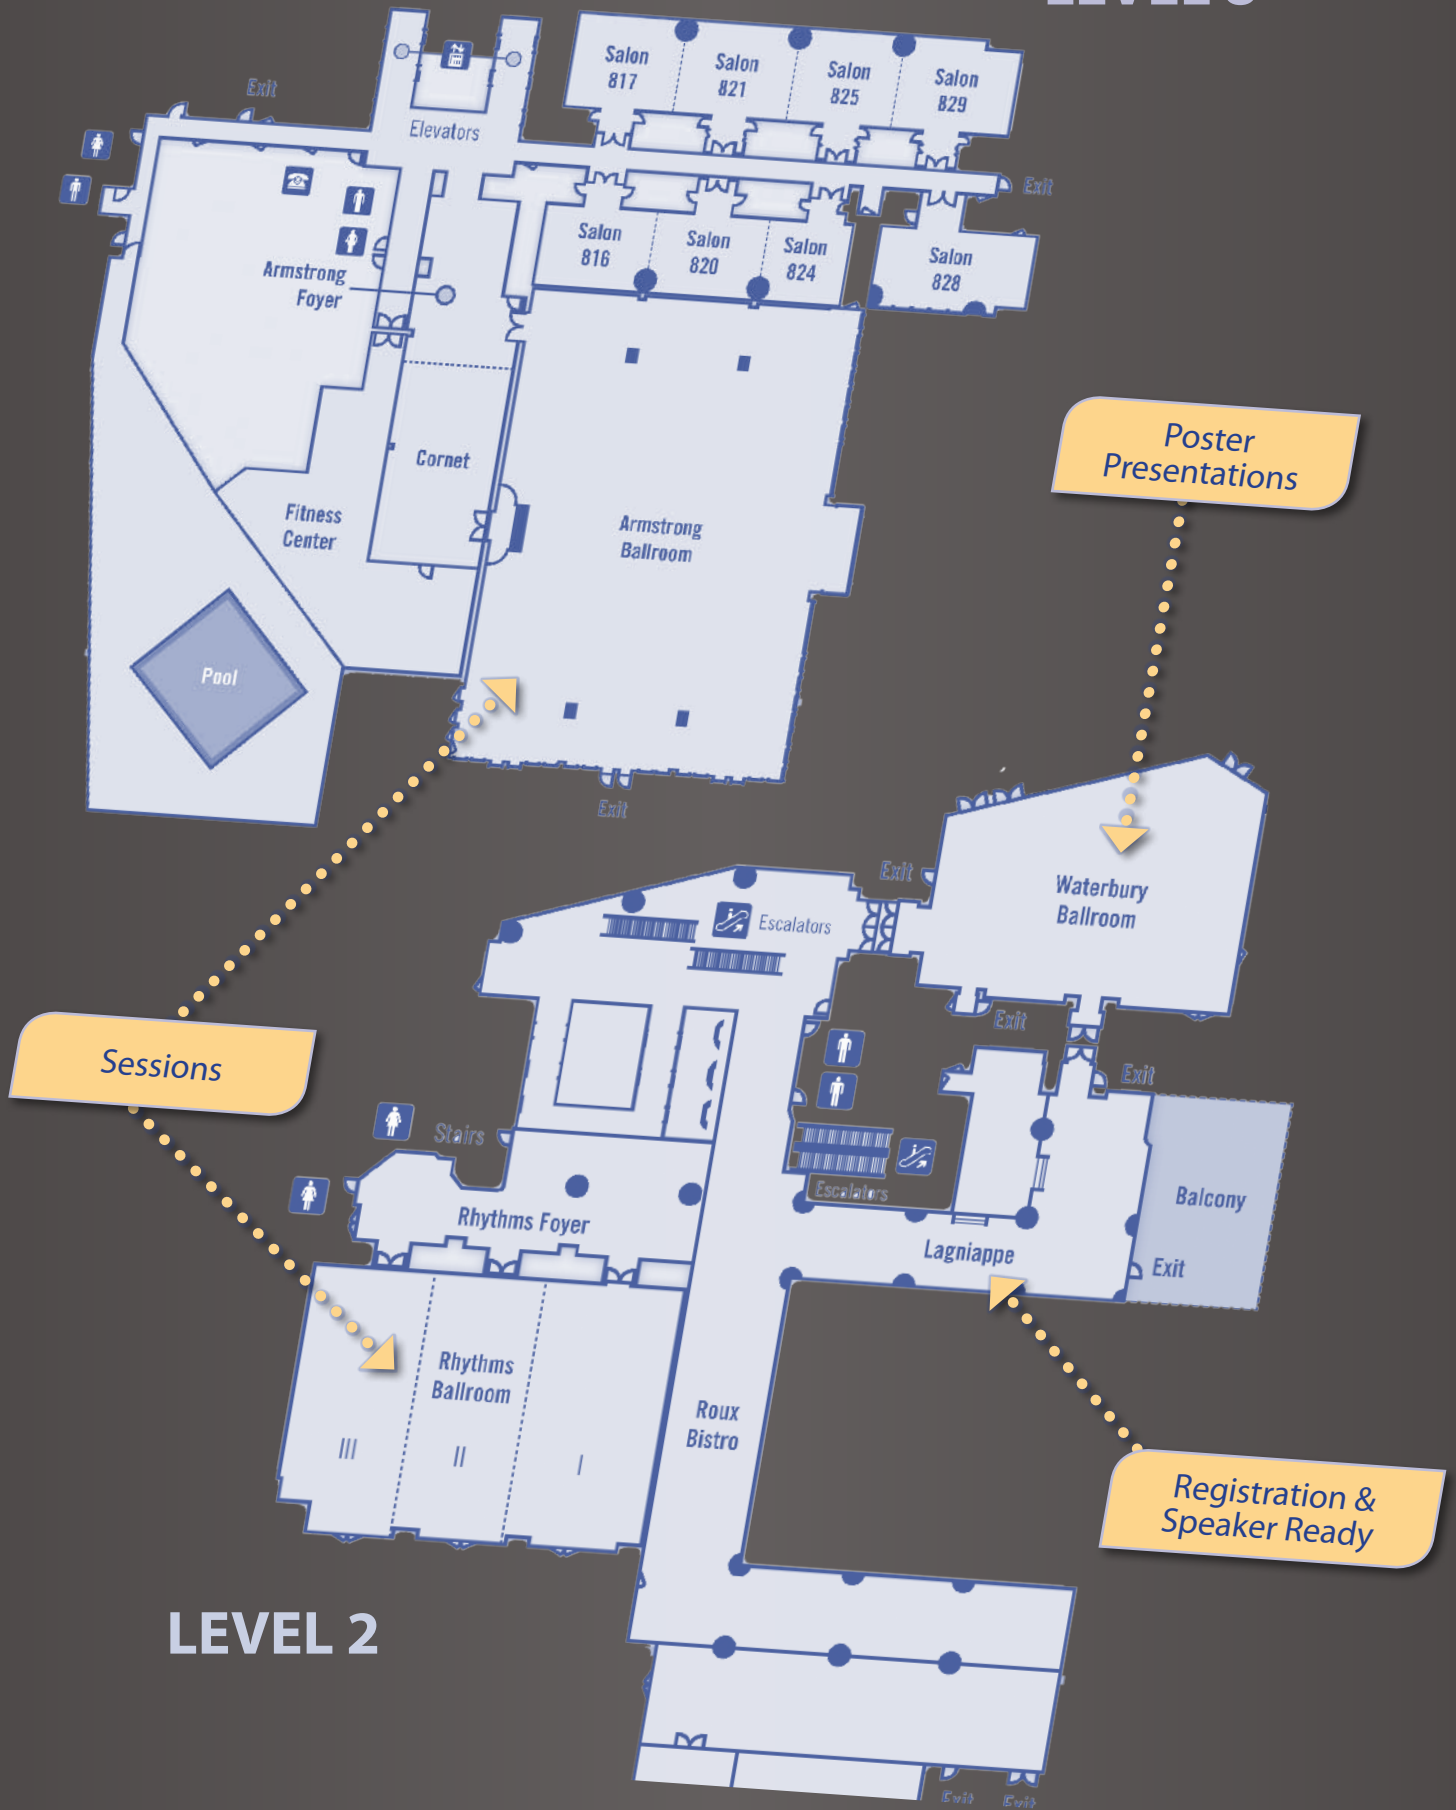 Exit
Elevators
Salon
817
Salon
821
Salon
825
Salon
829
Exit
Armstrong
Foyer
Salon
816
Salon
820
Salon
824
Salon
828
Cornet
Fitness
Center
Armstrong
Ballroom
Pool
Exit
Poster
Presentations
Exit
Waterbury
Ballroom
Escalators
Exit
Sessions
Stairs
Exit
Escalators
Rhythms Foyer
Lagniappe
Balcony
Exit
Rhythms
Ballroom
III
II
I
Roux
Bistro
Registration &
Speaker Ready
LEVEL 2
Exit
Exit